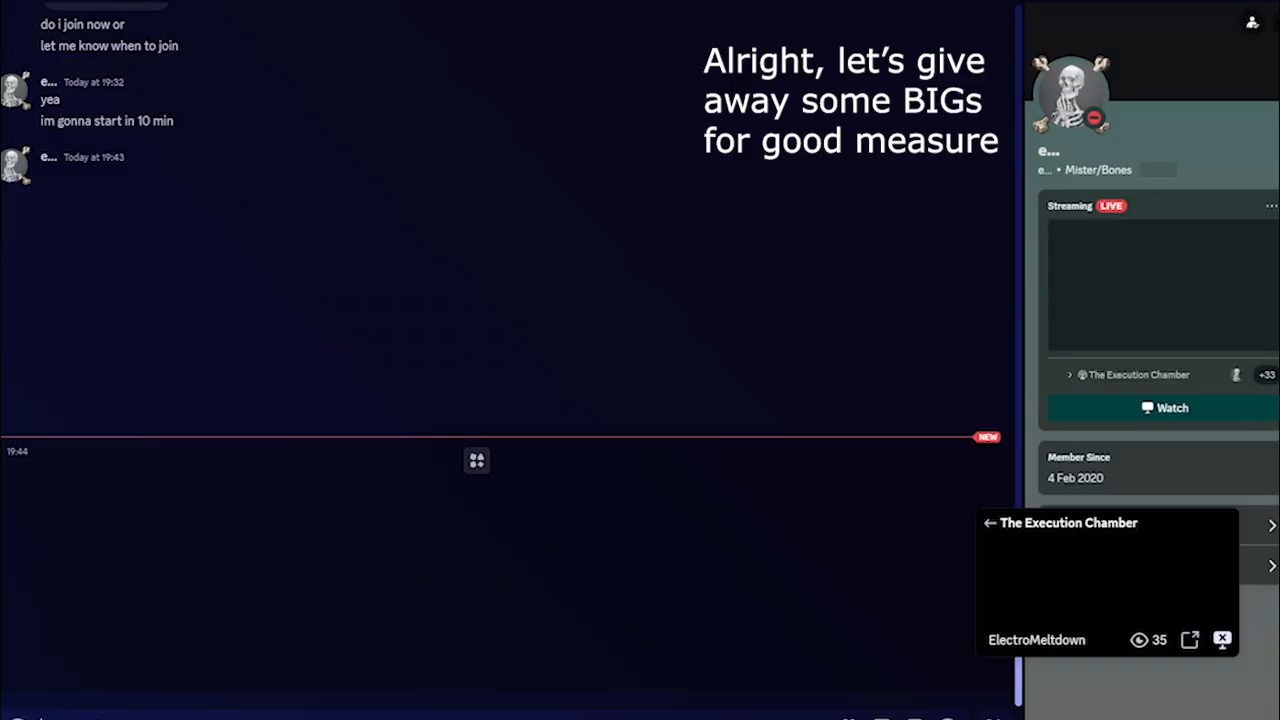 do i join now or
let me know when to join
e... Today at 19:32
yea
im gonna start in 10 min
e... Today at 19:43
Alright, let’s give
away some BIGs
for good measure
NEW
19:44
e...
e... • Mister/Bones
Streaming LIVE
The Execution Chamber
+33
Watch
Member Since
4 Feb 2020
The Execution Chamber
ElectroMeltdown 35